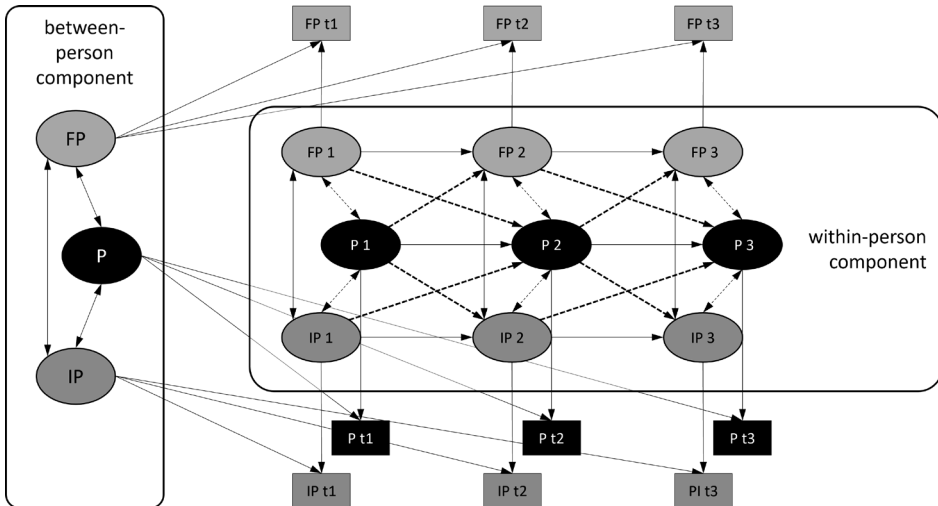 between-
person
component
FP t1
FP t2
FP t3
FP
FP 1
FP 2
FP 3
P
P 1
P 2
P 3
within-person
component
IP
IP 1
IP 2
IP 3
P t1
P t2
P t3
IP t1
IP t2
PI t3